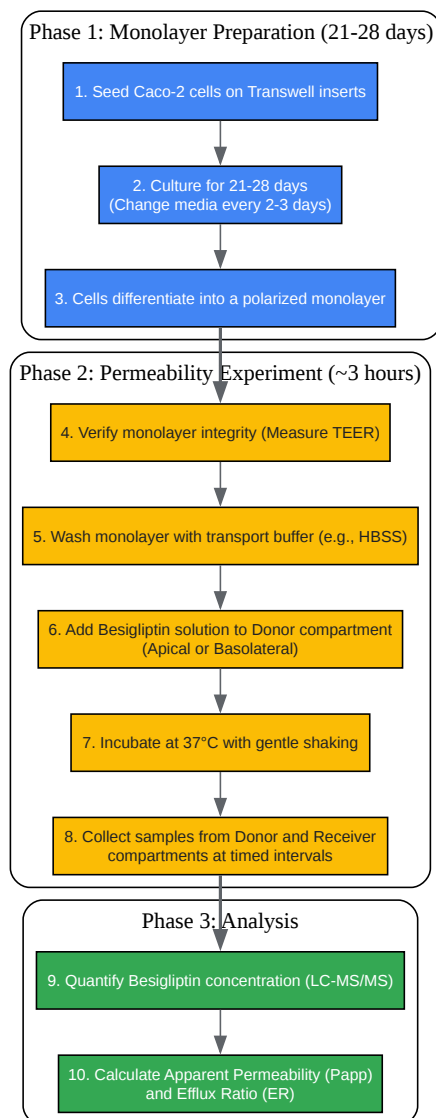 Phase 1: Monolayer Preparation (21-28 days)
1. Seed Caco-2 cells on Transwell inserts
2. Culture for 21-28 days
(Change media every 2-3 days)
3. Cells differentiate into a polarized monolayer
Phase 2: Permeability Experiment (~3 hours)
4. Verify monolayer integrity (Measure TEER)
5. Wash monolayer with transport buffer (e.g., HBSS)
6. Add Besigliptin solution to Donor compartment
(Apical or Basolateral)
7. Incubate at 37°C with gentle shaking
8. Collect samples from Donor and Receiver
compartments at timed intervals
Phase 3: Analysis
9. Quantify Besigliptin concentration (LC-MS/MS)
10. Calculate Apparent Permeability (Papp)
and Efflux Ratio (ER)